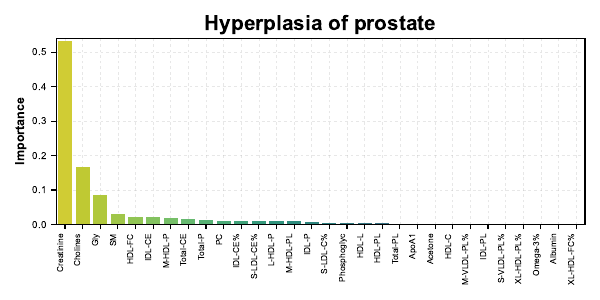 Hyperplasia of prostate
Importance
0.5
0.4
0.3
0.2
0.1
0.0
Creatinine
Cholines
Gly
SM
HDL-FC
IDL-CE
M-HDL-P
Total-CE
Total-P
PC
IDL-CE%
S-LDL-CE%
L-HDL-P
M-HDL-PL
IDL-P
S-LDL-C%
Phosphoglyc
HDL-L
HDL-PL
Total-PL
ApoA1
Acetone
HDL-C
M-VLDL-PL%
IDL-PL
S-VLDL-PL%
XL-HDL-PL%
Omega-3%
Albumin
XL-HDL-FC%